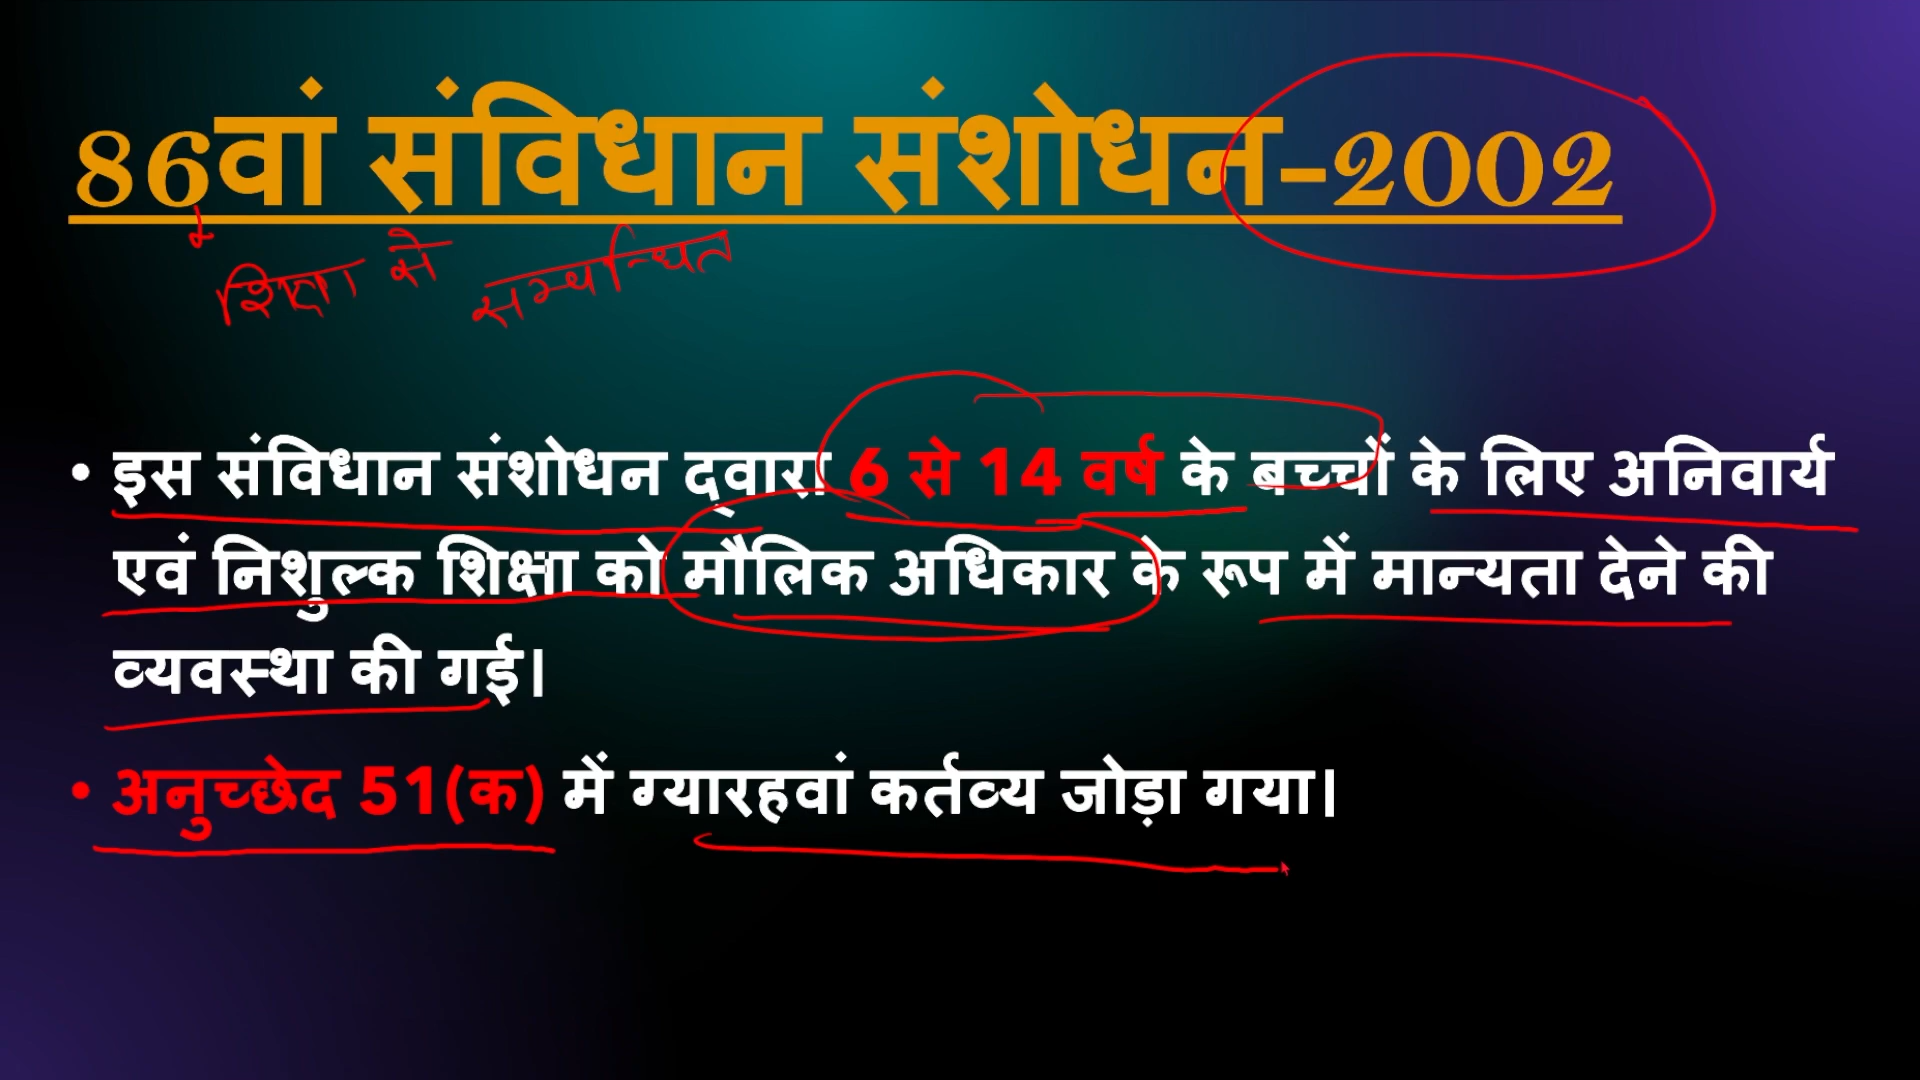 86वां संविधान संशोधन-2002
शिक्षा से सम्बन्धित
• इस संविधान संशोधन द्वारा 6 से 14 वर्ष के बच्चों के लिए अनिवार्य
एवं निशुल्क शिक्षा को मौलिक अधिकार के रूप में मान्यता देने की
व्यवस्था की गई।
• अनुच्छेद 51(क) में ग्यारहवां कर्तव्य जोड़ा गया।